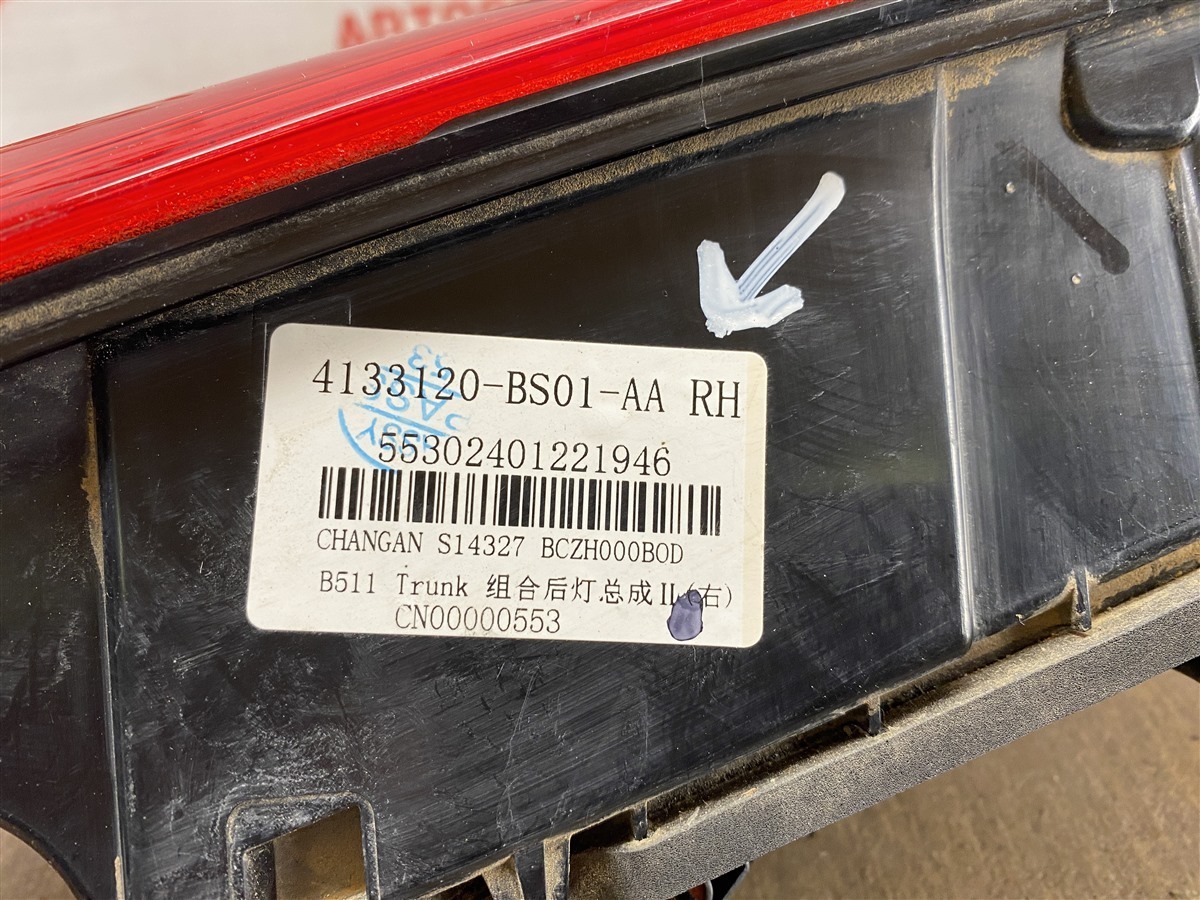 4133120-BS01-AA RH
55302401221946
CHANGAN S14327 BCZH000BOD
B511 Trunk 组合后灯总成Ⅱ(右)
CN00000553